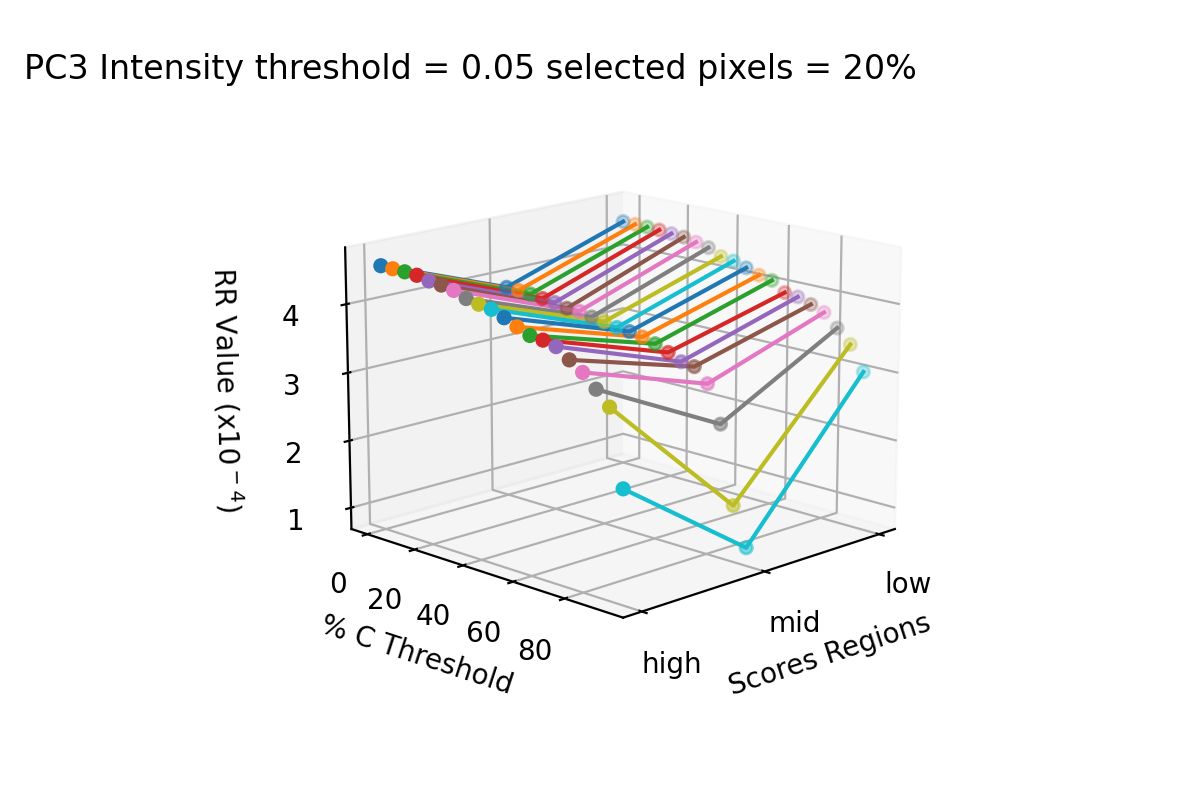 PC3 Intensity threshold = 0.05 selected pixels = 20%
RR Value (x10⁻⁴)
4
3
2
1
0
20
40
60
80
% C Threshold
high
mid
low
Scores Regions